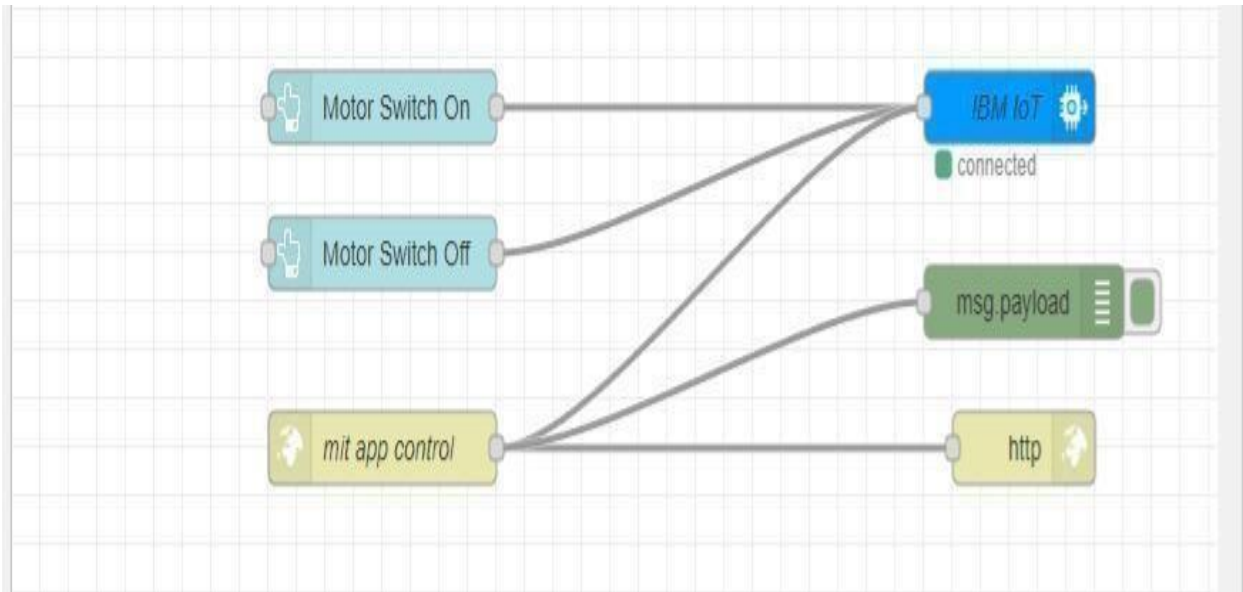 Motor Switch On
IBM IoT
connected
Motor Switch Off
msg.payload
mit app control
http